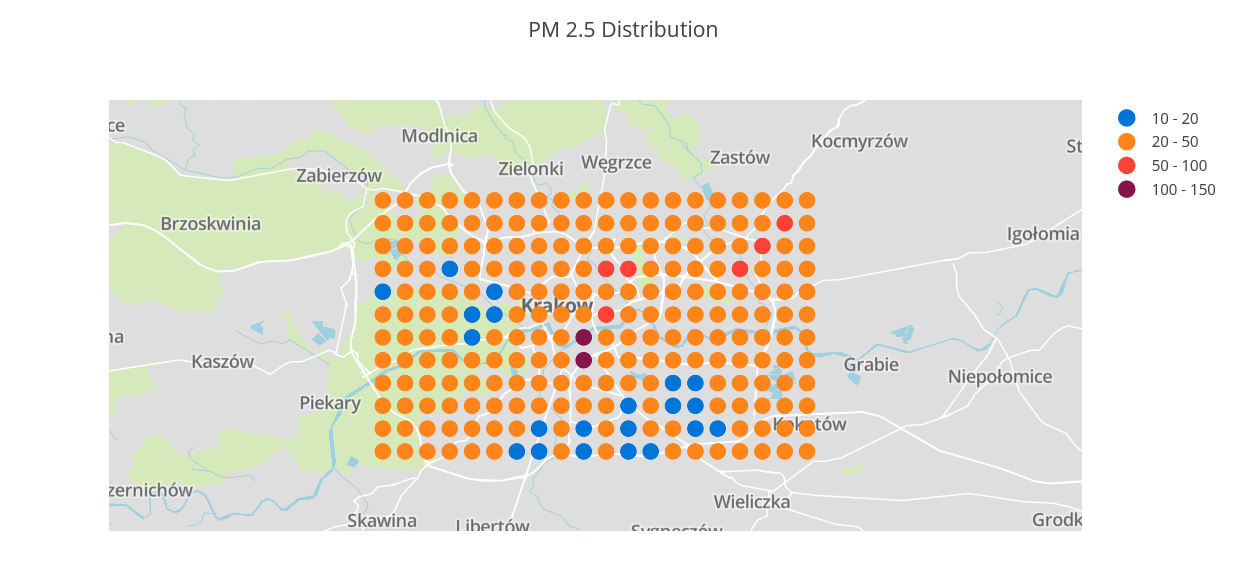 PM 2.5 Distribution
ce
Modlnica
Zielonki
Węgrzce
Zastów
Kocmyrzów
St
Zabierzów
Brzoskwinia
Igołomia
Krakow
na
Kaszów
Grabie
Niepołomice
Piekary
Kokotów
zernichów
Wieliczka
Skawina
Libertów
Sygneczów
Grodk
10 - 20
20 - 50
50 - 100
100 - 150